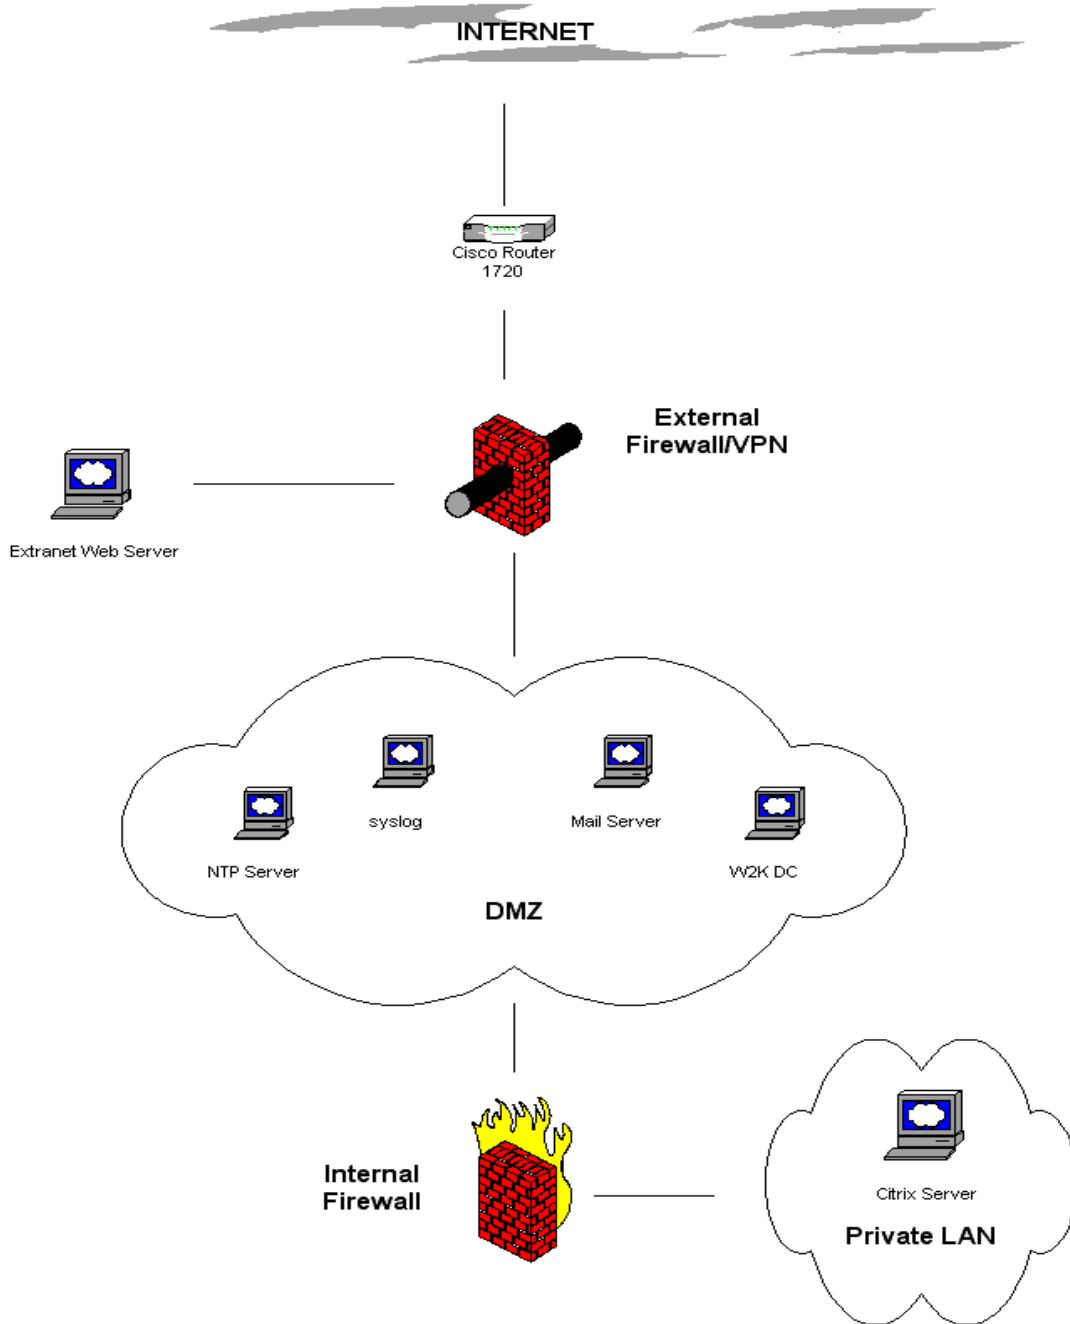 INTERNET
Cisco Router
1720
External
Firewall/VPN
Extranet Web Server
syslog
Mail Server
NTP Server
W2K DC
DMZ
Internal
Firewall
Citrix Server
Private LAN